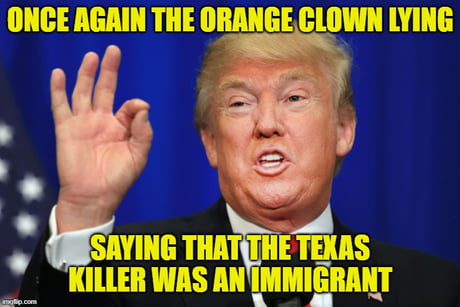 ONCE AGAIN THE ORANGE CLOWN LYING
SAYING THAT THE TEXAS
KILLER WAS AN IMMIGRANT
imgflip.com